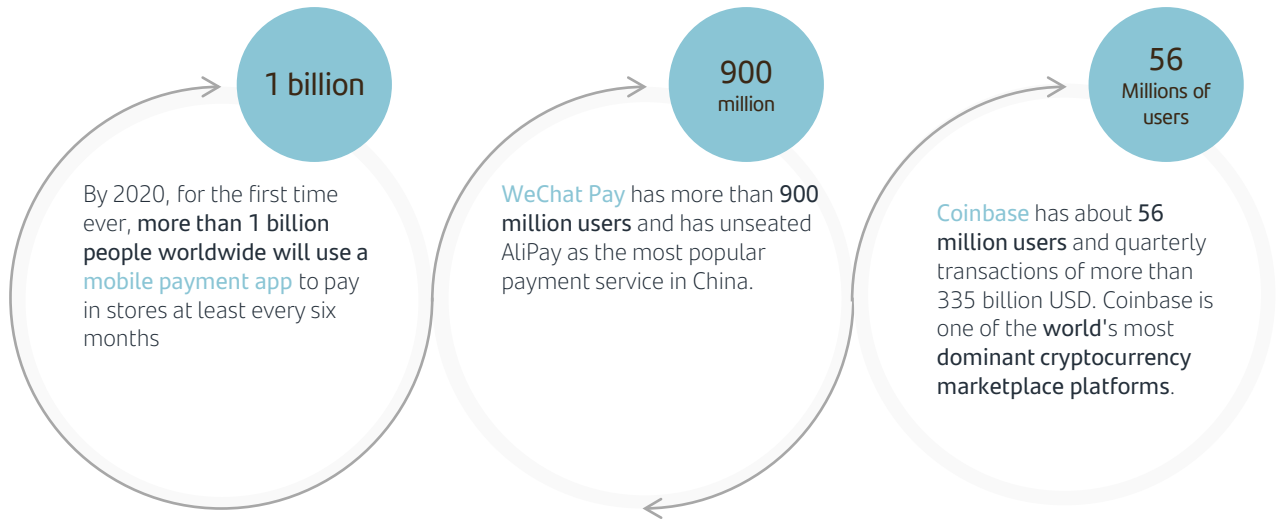 1 billion
By 2020, for the first time
ever, more than 1 billion
people worldwide will use a
mobile payment app to pay
in stores at least every six
months
900
million
WeChat Pay has more than 900
million users and has unseated
AliPay as the most popular
payment service in China.
56
Millions of
users
Coinbase has about 56
million users and quarterly
transactions of more than
335 billion USD. Coinbase is
one of the world's most
dominant cryptocurrency
marketplace platforms.